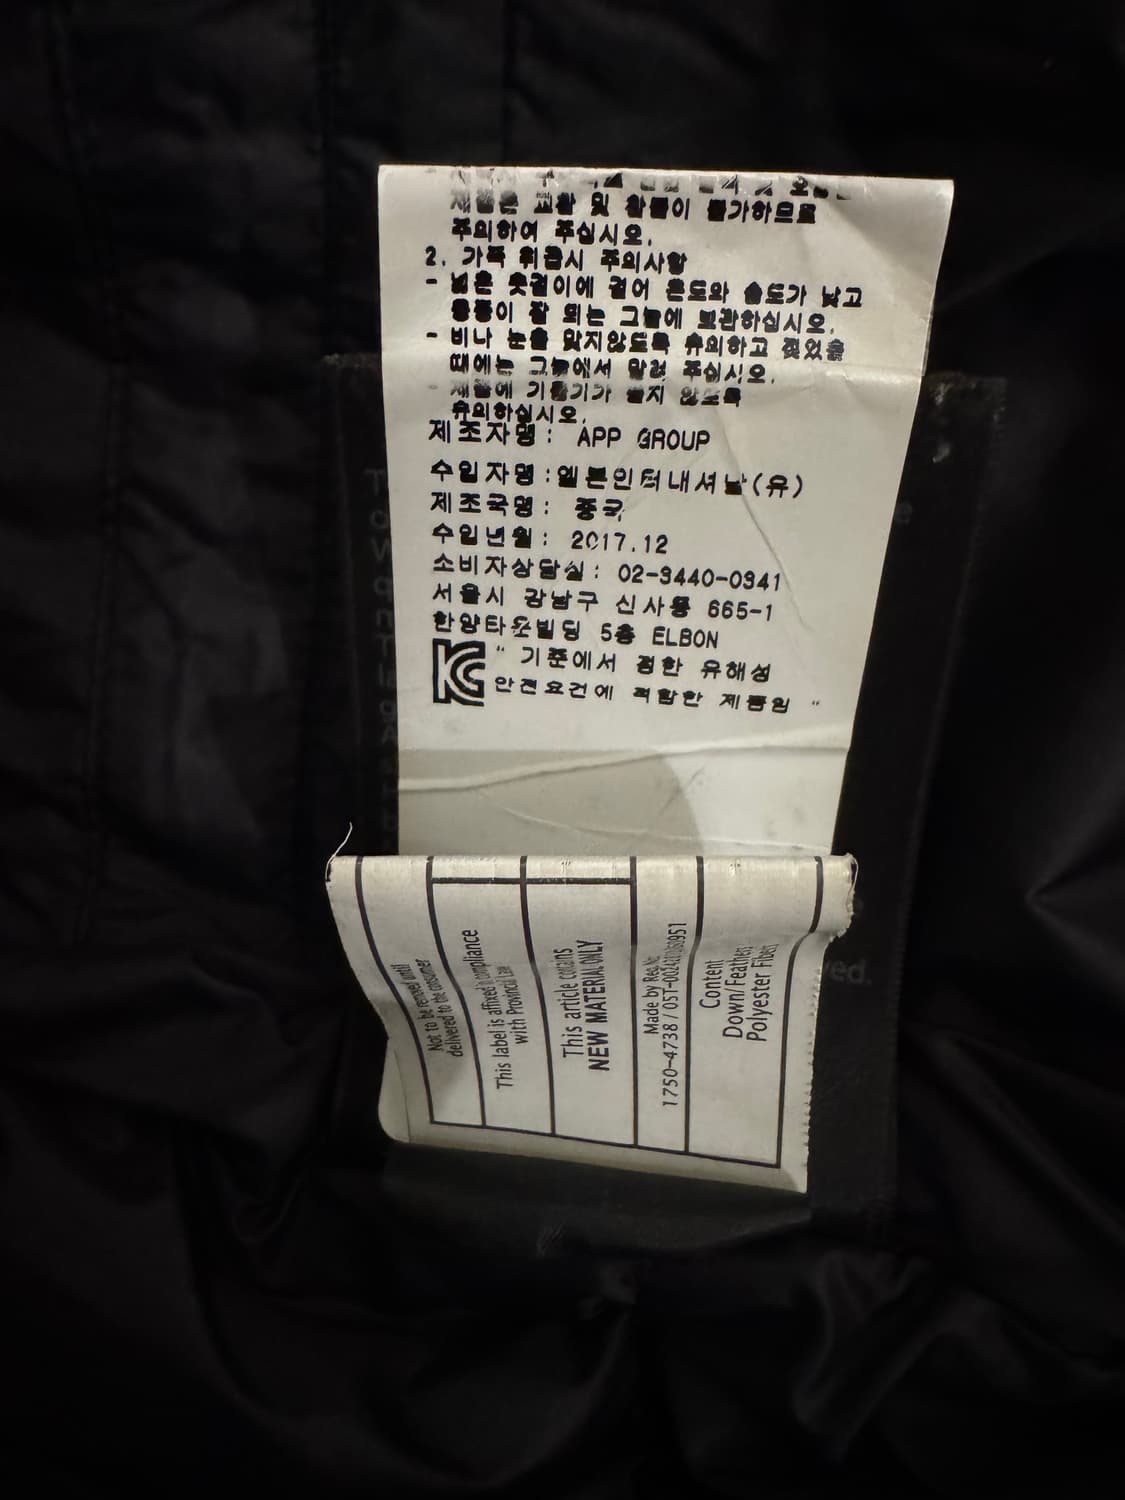 제품은 교환 및 환불이 불가하므로
주의하여 주십시오.
2. 가죽 취급시 주의사항
- 넓은 옷걸이에 걸어 온도와 습도가 낮고
통풍이 잘 되는 그늘에 보관하십시오.
- 비나 눈을 맞지않도록 유의하고 젖었을
때에는 그늘에서 말려 주십시오.
- 제품에 기름기가 묻지 않도록
유의하십시오.
제조자명: APP GROUP
수입자명:엘본인터내셔날(유)
제조국명: 중국
수입년월: 2017.12
소비자상담실: 02-3440-0341
서울시 강남구 신사동 665-1
한양타운빌딩 5층 ELBON
KC " 기준에서 정한 유해성
안전요건에 적합한 제품임 "
Not to be removed until
delivered to the consumer
This label is affixed in compliance
with Provincial Law
This article contains
NEW MATERIAL ONLY
Made by Reg. №
1750-4738 / 05T-
Content
Down/Feathers
Polyester Fibers